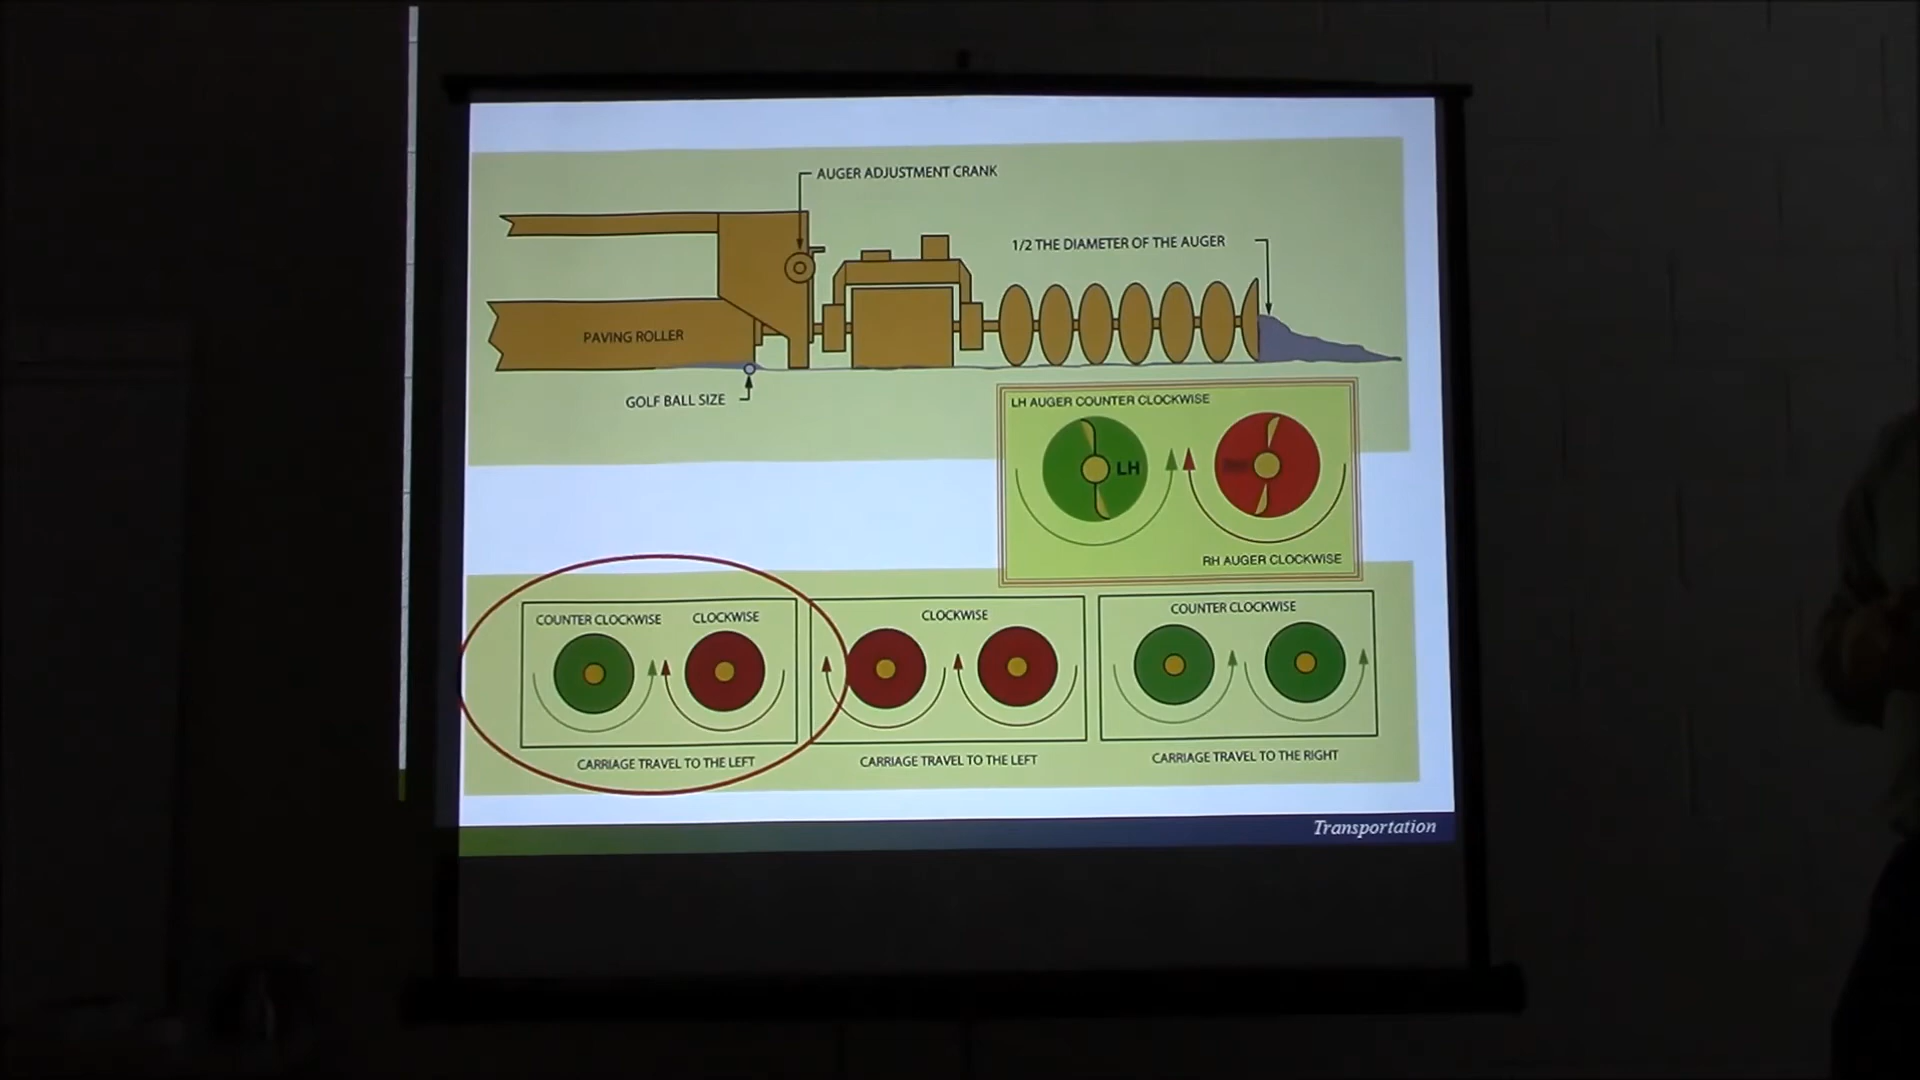 AUGER ADJUSTMENT CRANK
1/2 THE DIAMETER OF THE AUGER
PAVING ROLLER
GOLF BALL SIZE
LH AUGER COUNTER CLOCKWISE
LH
RH AUGER CLOCKWISE
COUNTER CLOCKWISE
CLOCKWISE
CARRIAGE TRAVEL TO THE LEFT
CLOCKWISE
CARRIAGE TRAVEL TO THE LEFT
COUNTER CLOCKWISE
CARRIAGE TRAVEL TO THE RIGHT
Transportation